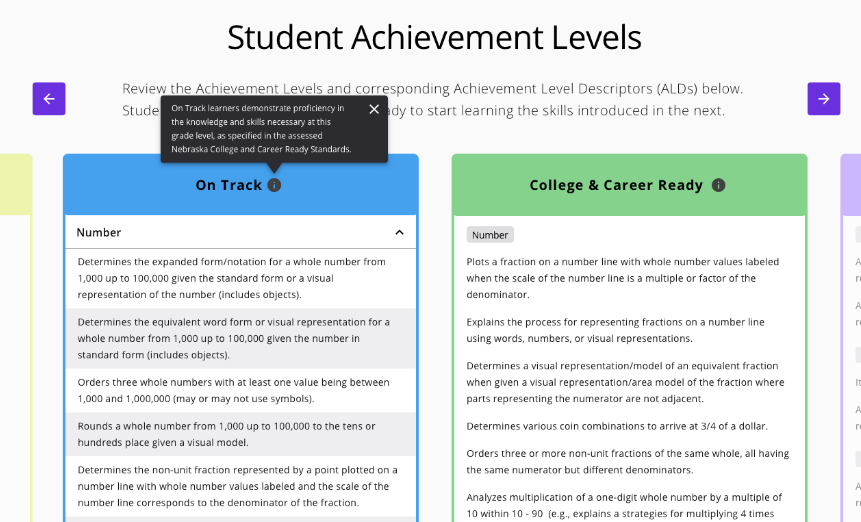 Student Achievement Levels
Review the Achievement Levels and corresponding Achievement Level Descriptors (ALDs) below.
On Track learners demonstrate proficiency in
the knowledge and skills necessary at this
grade level, as specified in the assessed
Nebraska College and Career Ready Standards.
to start learning the skills introduced in the next.
On Track
Number
Determines the expanded form/notation for a whole number from
1,000 up to 100,000 given the standard form or a visual
representation of the number (includes objects).
Determines the equivalent word form or visual representation for a
whole number from 1,000 up to 100,000 given the number in
standard form (includes objects).
Orders three whole numbers with at least one value being between
1,000 and 1,000,000 (may or may not use symbols).
Rounds a whole number from 1,000 up to 100,000 to the tens or
hundreds place given a visual model.
Determines the non-unit fraction represented by a point plotted on a
number line with whole number values labeled and the scale of the
number line corresponds to the denominator of the fraction.
College & Career Ready
Number
Plots a fraction on a number line with whole number values labeled
when the scale of the number line is a multiple or factor of the
denominator.
Explains the process for representing fractions on a number line
using words, numbers, or visual representations.
Determines a visual representation/model of an equivalent fraction
when given a visual representation/area model of the fraction where
parts representing the numerator are not adjacent.
Determines various coin combinations to arrive at 3/4 of a dollar.
Orders three or more non-unit fractions of the same whole, all having
the same numerator but different denominators.
Analyzes multiplication of a one-digit whole number by a multiple of
10 within 10 - 90 (e.g., explains a strategies for multiplying 4 times